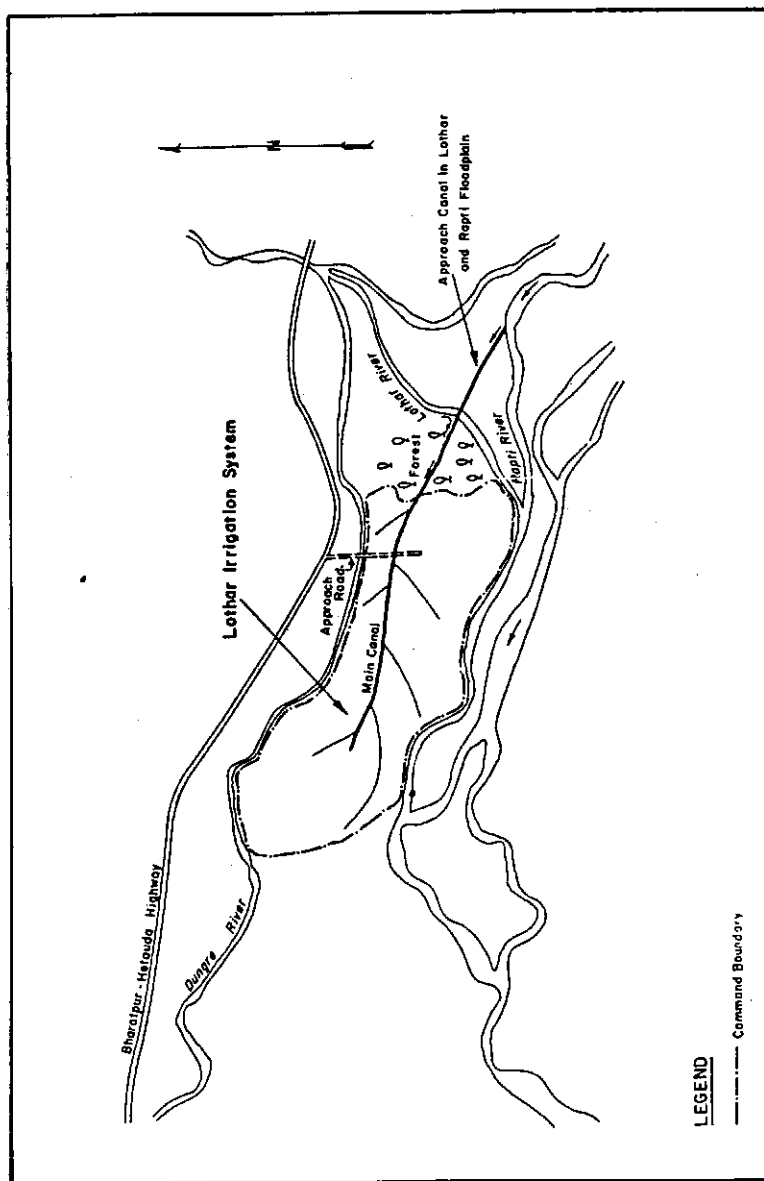 Bharatpur - Hetauda Highway
Dungre River
Lothar Irrigation System
Approach
Road
Main Canal
Forest
Lothar River
Rapti River
N
Approach Canal In Lothar
and Rapti Floodplain
LEGEND
Command Boundary